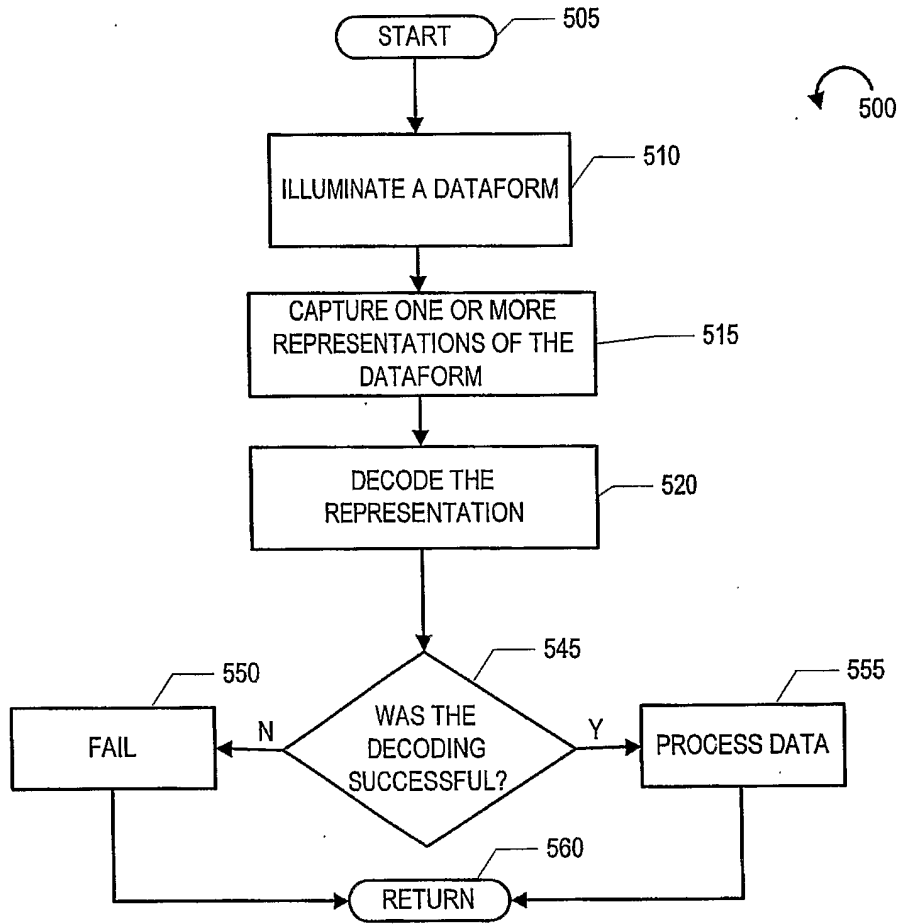 START
505
500
ILLUMINATE A DATAFORM
510
CAPTURE ONE OR MORE
REPRESENTATIONS OF THE
DATAFORM
515
DECODE THE
REPRESENTATION
520
545
550
555
FAIL
N
WAS THE
DECODING
SUCCESSFUL?
Y
PROCESS DATA
560
RETURN